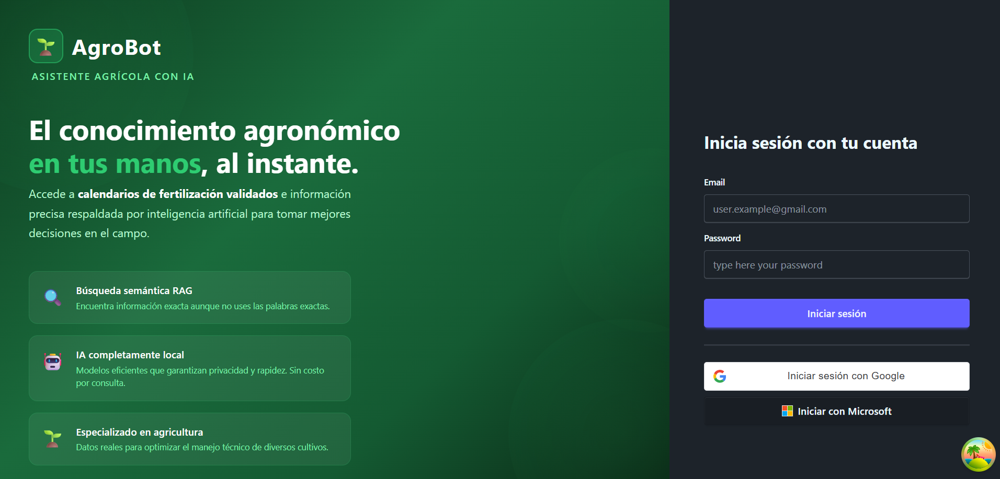 AgroBot
ASISTENTE AGRÍCOLA CON IA
El conocimiento agronómico
en tus manos, al instante.
Accede a calendarios de fertilización validados e información
precisa respaldada por inteligencia artificial para tomar mejores
decisiones en el campo.
Búsqueda semántica RAG
Encuentra información exacta aunque no uses las palabras exactas.
IA completamente local
Modelos eficientes que garantizan privacidad y rapidez. Sin costo
por consulta.
Especializado en agricultura
Datos reales para optimizar el manejo técnico de diversos cultivos.
Inicia sesión con tu cuenta
Email
user.example@gmail.com
Password
type here your password
Iniciar sesión
Iniciar sesión con Google
Iniciar con Microsoft